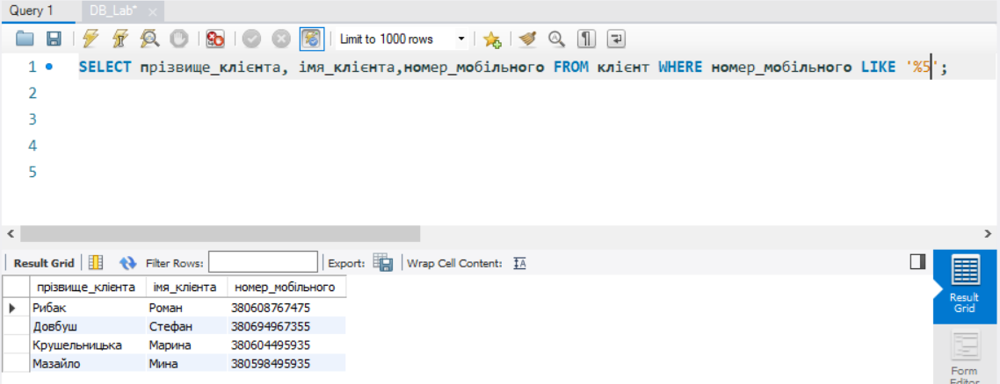 Query 1 DB_Lab*
Limit to 1000 rows
1 SELECT прізвище_клієнта, імя_клієнта,номер_мобільного FROM клієнт WHERE номер_мобільного LIKE '%5';
2
3
4
5
Result Grid Filter Rows: Export: Wrap Cell Content:
прізвище_клієнта імя_клієнта номер_мобільного
Рибак Роман 380608767475
Довбуш Стефан 380694967355
Крушельницька Марина 380604495935
Мазайло Мина 380598495935
Result
Grid
Form
Editor